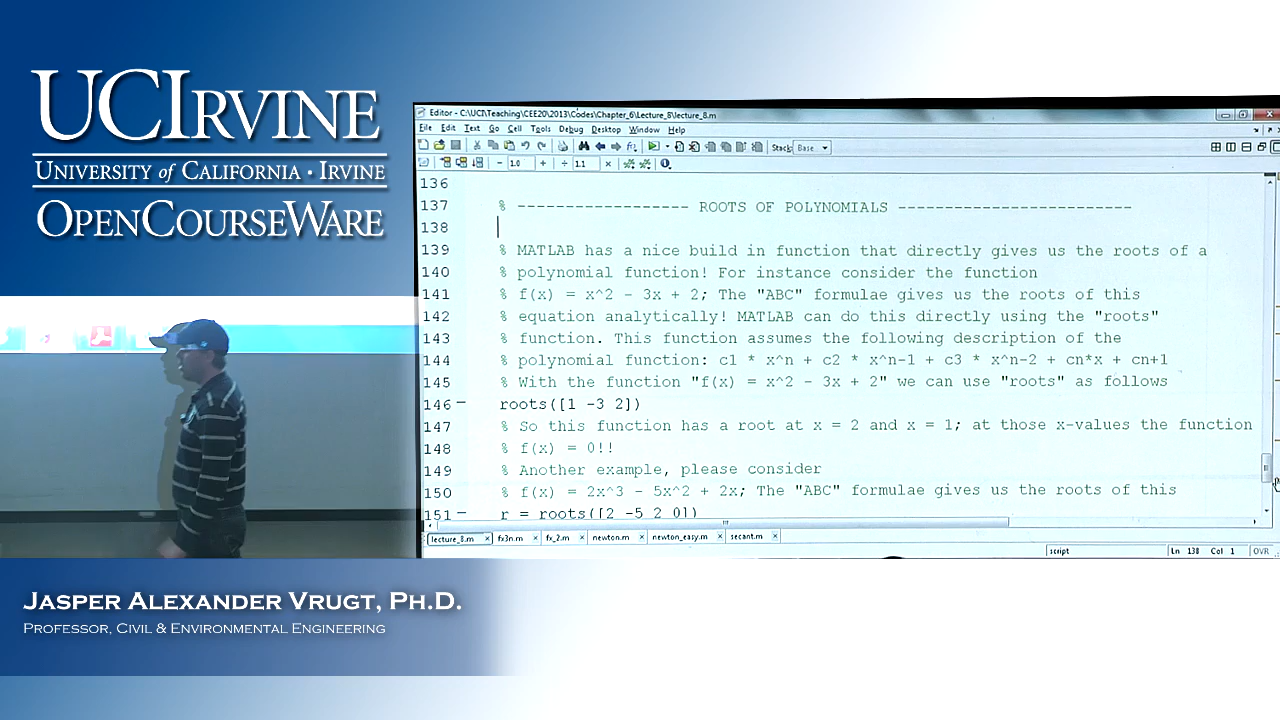 UCIRVINE
UNIVERSITY of CALIFORNIA · IRVINE
OPENCOURSEWARE
Editor - C:\UCI\Teaching\CEE20\2013\Codes\Chapter_6\Lecture_8\lecture_8.m
File Edit Text Go Cell Tools Debug Desktop Window Help
Stack: Base
- 1.0 + ÷ 1.1 ×
136
137 % ------------------ ROOTS OF POLYNOMIALS -------------------------
138
139 % MATLAB has a nice build in function that directly gives us the roots of a
140 % polynomial function! For instance consider the function
141 % f(x) = x^2 - 3x + 2; The "ABC" formulae gives us the roots of this
142 % equation analytically! MATLAB can do this directly using the "roots"
143 % function. This function assumes the following description of the
144 % polynomial function: c1 * x^n + c2 * x^n-1 + c3 * x^n-2 + cn*x + cn+1
145 % With the function "f(x) = x^2 - 3x + 2" we can use "roots" as follows
146 - roots([1 -3 2])
147 % So this function has a root at x = 2 and x = 1; at those x-values the function
148 % f(x) = 0!!
149 % Another example, please consider
150 % f(x) = 2x^3 - 5x^2 + 2x; The "ABC" formulae gives us the roots of this
151 - r = roots([2 -5 2 0])
lecture_8.m × fx3n.m × fx_2.m × newton.m × newton_easy.m × secant.m ×
script Ln 138 Col 1 OVR
JASPER ALEXANDER VRUGT, PH.D.
PROFESSOR, CIVIL & ENVIRONMENTAL ENGINEERING